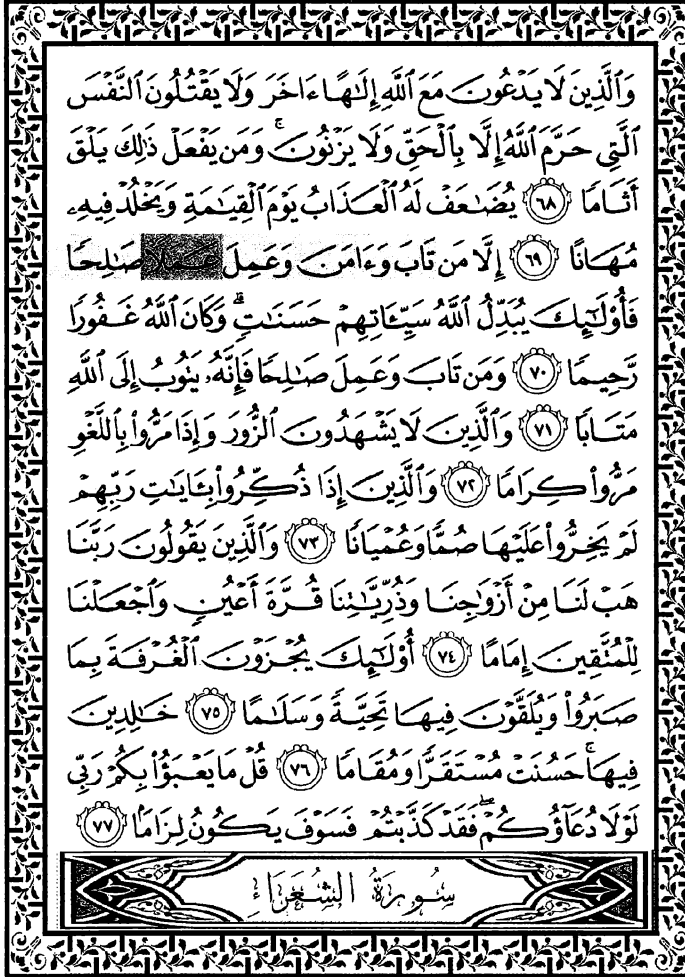 وَٱلَّذِينَ لَا يَدْعُونَ مَعَ ٱللَّهِ إِلَٰهًا ءَاخَرَ وَلَا يَقْتُلُونَ ٱلنَّفْسَ
ٱلَّتِى حَرَّمَ ٱللَّهُ إِلَّا بِٱلْحَقِّ وَلَا يَزْنُونَ ۚ وَمَن يَفْعَلْ ذَٰلِكَ يَلْقَ
أَثَامًا ﴿٦٨﴾ يُضَٰعَفْ لَهُ ٱلْعَذَابُ يَوْمَ ٱلْقِيَٰمَةِ وَيَخْلُدْ فِيهِۦ
مُهَانًا ﴿٦٩﴾ إِلَّا مَن تَابَ وَءَامَنَ وَعَمِلَ عَمَلًا صَٰلِحًا
فَأُو۟لَٰٓئِكَ يُبَدِّلُ ٱللَّهُ سَيِّـَٔاتِهِمْ حَسَنَٰتٍ ۗ وَكَانَ ٱللَّهُ غَفُورًا
رَّحِيمًا ﴿٧٠﴾ وَمَن تَابَ وَعَمِلَ صَٰلِحًا فَإِنَّهُۥ يَتُوبُ إِلَى ٱللَّهِ
مَتَابًا ﴿٧١﴾ وَٱلَّذِينَ لَا يَشْهَدُونَ ٱلزُّورَ وَإِذَا مَرُّوا۟ بِٱللَّغْوِ
مَرُّوا۟ كِرَامًا ﴿٧٢﴾ وَٱلَّذِينَ إِذَا ذُكِّرُوا۟ بِـَٔايَٰتِ رَبِّهِمْ
لَمْ يَخِرُّوا۟ عَلَيْهَا صُمًّا وَعُمْيَانًا ﴿٧٣﴾ وَٱلَّذِينَ يَقُولُونَ رَبَّنَا
هَبْ لَنَا مِنْ أَزْوَٰجِنَا وَذُرِّيَّٰتِنَا قُرَّةَ أَعْيُنٍ وَٱجْعَلْنَا
لِلْمُتَّقِينَ إِمَامًا ﴿٧٤﴾ أُو۟لَٰٓئِكَ يُجْزَوْنَ ٱلْغُرْفَةَ بِمَا
صَبَرُوا۟ وَيُلَقَّوْنَ فِيهَا تَحِيَّةً وَسَلَٰمًا ﴿٧٥﴾ خَٰلِدِينَ
فِيهَا ۚ حَسُنَتْ مُسْتَقَرًّا وَمُقَامًا ﴿٧٦﴾ قُلْ مَا يَعْبَؤُا۟ بِكُمْ رَبِّى
لَوْلَا دُعَآؤُكُمْ ۖ فَقَدْ كَذَّبْتُمْ فَسَوْفَ يَكُونُ لِزَامًۢا ﴿٧٧﴾
سُورَةُ الشُّعَرَاءِ